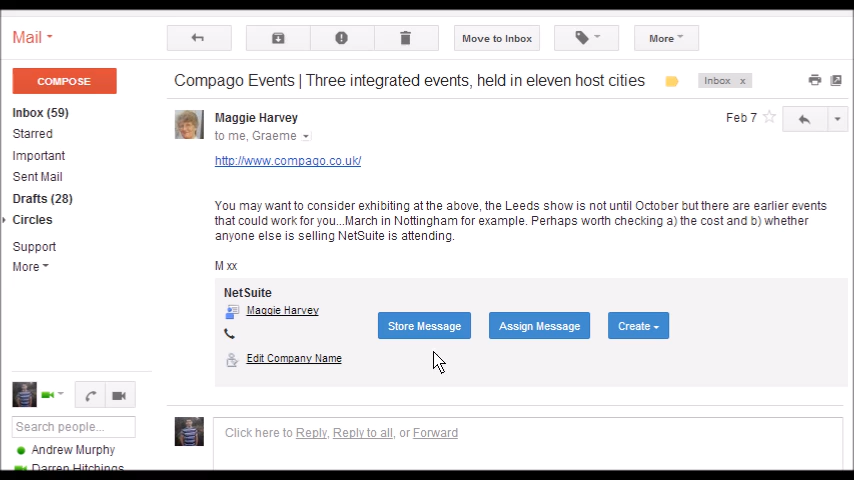 Mail
Move to Inbox
More
COMPOSE
Compago Events | Three integrated events, held in eleven host cities
Inbox x
Inbox (59)
Starred
Important
Sent Mail
Drafts (28)
Circles
Support
More
Maggie Harvey
Feb 7
to me, Graeme
http://www.compago.co.uk/
You may want to consider exhibiting at the above, the Leeds show is not until October but there are earlier events
that could work for you...March in Nottingham for example. Perhaps worth checking a) the cost and b) whether
anyone else is selling NetSuite is attending.
M xx
NetSuite
Maggie Harvey
Store Message
Assign Message
Create
Edit Company Name
Search people...
Andrew Murphy
Darren Hitchings
Click here to Reply, Reply to all, or Forward